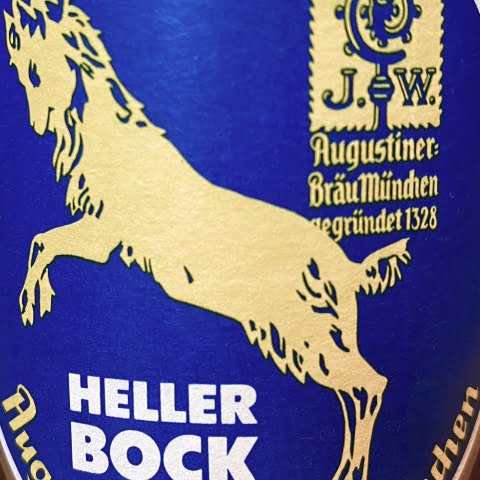 J. W.
Augustiner-
Bräu München
gegründet 1328
HELLER
BOCK